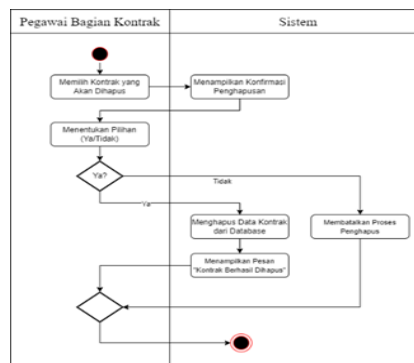 Pegawai Bagian Kontrak
Sistem
Memilih Kontrak yang
Akan Dihapus
Menampilkan Konfirmasi
Penghapusan
Menentukan Pilihan
(Ya/Tidak)
Ya?
Tidak
Ya
Menghapus Data Kontrak
dari Database
Membatalkan Proses
Penghapus
Menampilkan Pesan
"Kontrak Berhasil Dihapus"